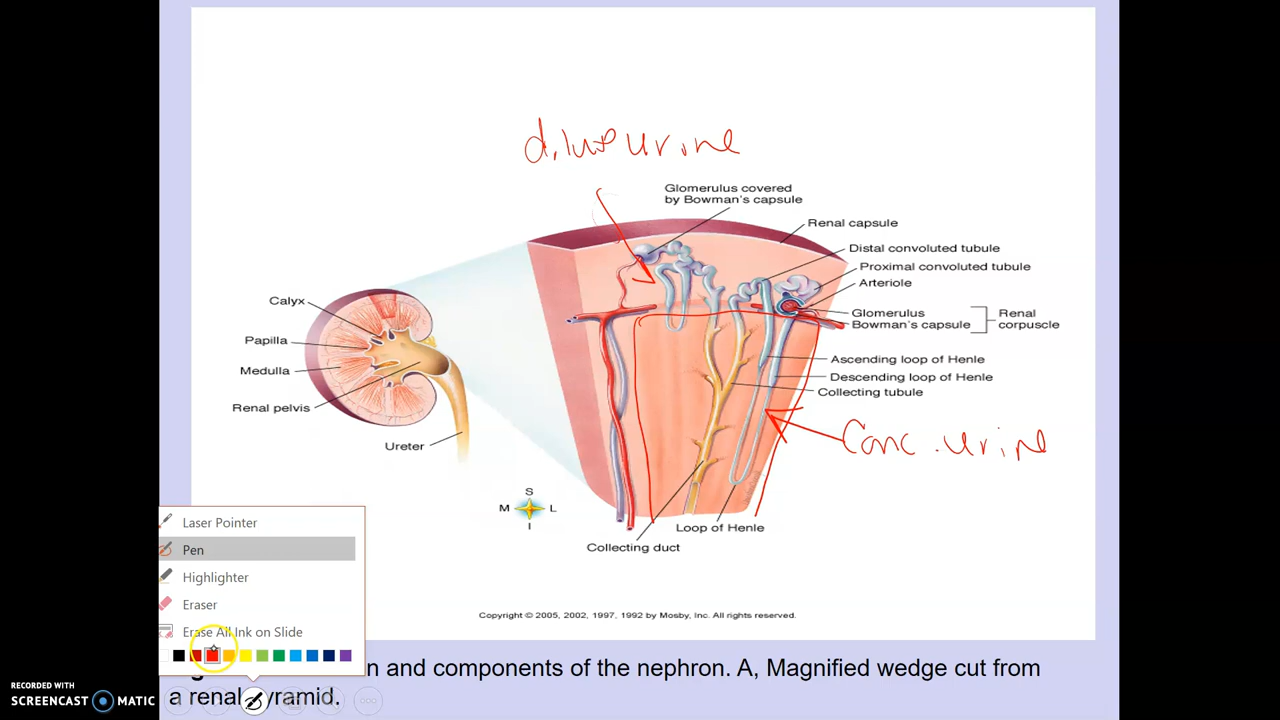 dilute urine
Glomerulus covered
by Bowman's capsule
Renal capsule
Distal convoluted tubule
Proximal convoluted tubule
Arteriole
Glomerulus
Bowman's capsule
Renal
corpuscle
Ascending loop of Henle
Descending loop of Henle
Collecting tubule
Conc. urine
Calyx
Papilla
Medulla
Renal pelvis
Ureter
S
M L
I
Loop of Henle
Collecting duct
Laser Pointer
Pen
Highlighter
Eraser
Erase All Ink on Slide
Copyright © 2005, 2002, 1997, 1992 by Mosby, Inc. All rights reserved.
and components of the nephron. A, Magnified wedge cut from
a renal pyramid.
RECORDED WITH
SCREENCAST MATIC